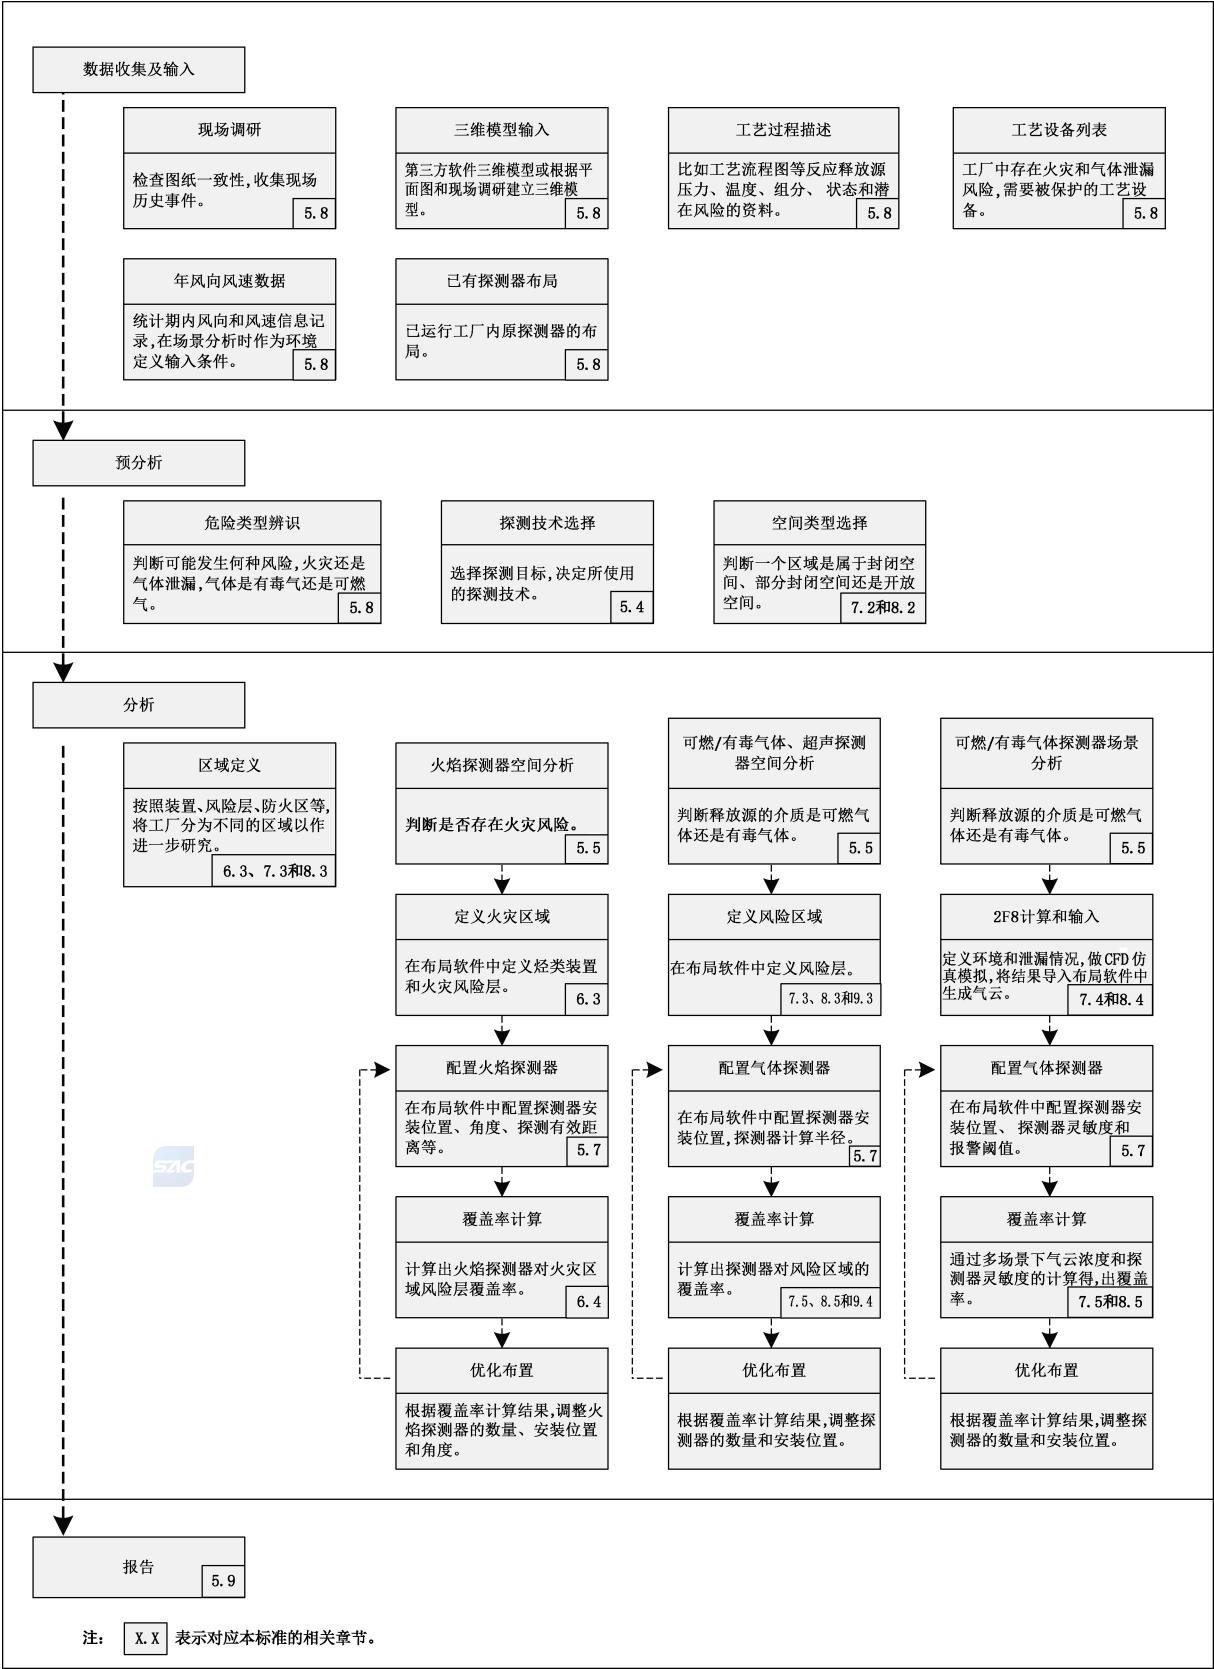 数据收集及输入
现场调研
检查图纸一致性,收集现场
历史事件。
5.8
三维模型输入
第三方软件三维模型或根据平
面图和现场调研建立三维模
型。
5.8
工艺过程描述
比如工艺流程图等反应释放源
压力、温度、组分、状态和潜
在风险的资料。
5.8
工艺设备列表
工厂中存在火灾和气体泄漏
风险,需要被保护的工艺设
备。
5.8
年风向风速数据
统计期内风向和风速信息记
录,在场景分析时作为环境
定义输入条件。
5.8
已有探测器布局
已运行工厂内原探测器的布
局。
5.8
预分析
危险类型辨识
判断可能发生何种风险,火灾还是
气体泄漏,气体是有毒气还是可燃
气。
5.8
探测技术选择
选择探测目标,决定所使用
的探测技术。
5.4
空间类型选择
判断一个区域是属于封闭空
间、部分封闭空间还是开放
空间。
7.2和8.2
分析
区域定义
按照装置、风险层、防火区等,
将工厂分为不同的区域以作
进一步研究。
6.3、7.3和8.3
火焰探测器空间分析
判断是否存在火灾风险。
5.5
定义火灾区域
在布局软件中定义烃类装置
和火灾风险层。
6.3
配置火焰探测器
在布局软件中配置探测器安
装位置、角度、探测有效距
离等。
5.7
覆盖率计算
计算出火焰探测器对火灾区
域风险层覆盖率。
6.4
优化布置
根据覆盖率计算结果,调整火
焰探测器的数量、安装位置
和角度。
可燃/有毒气体、超声探测
器空间分析
判断释放源的介质是可燃气
体还是有毒气体。
5.5
定义风险区域
在布局软件中定义风险层。
7.3、8.3和9.3
配置气体探测器
在布局软件中配置探测器安
装位置,探测器计算半径。
5.7
覆盖率计算
计算出探测器对风险区域的
覆盖率。
7.5、8.5和9.4
优化布置
根据覆盖率计算结果,调整探
测器的数量和安装位置。
可燃/有毒气体探测器场景
分析
判断释放源的介质是可燃气
体还是有毒气体。
5.5
2F8计算和输入
定义环境和泄漏情况,做CFD仿
真模拟,将结果导入布局软件中
生成气云。
7.4和8.4
配置气体探测器
在布局软件中配置探测器安
装位置、探测器灵敏度和
报警阈值。
5.7
覆盖率计算
通过多场景下气云浓度和探
测器灵敏度的计算得,出覆盖
率。
7.5和8.5
优化布置
根据覆盖率计算结果,调整探
测器的数量和安装位置。
SAC
报告
5.9
注: X.X 表示对应本标准的相关章节。